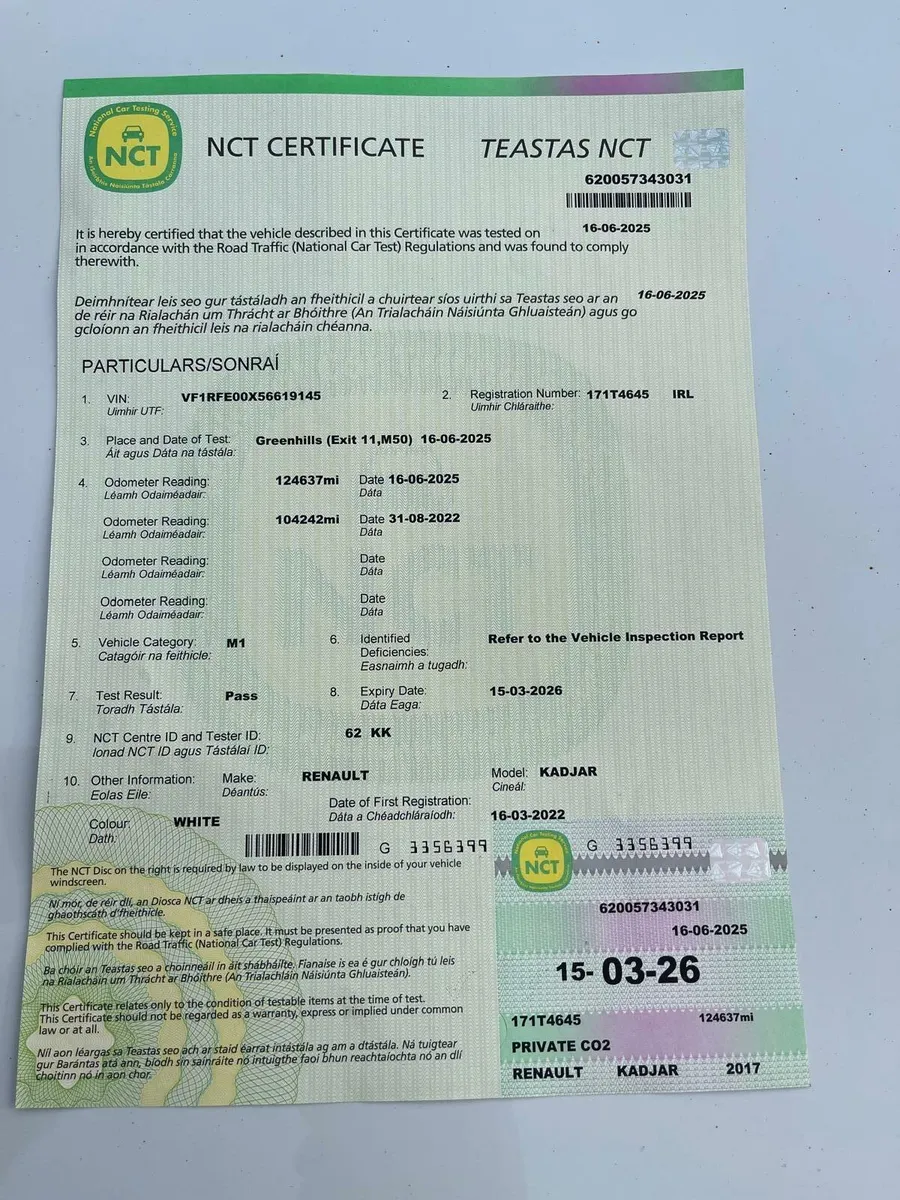 National Car Testing Service
NCT
An tSeirbhís Náisiúnta Tástála Carranna
NCT CERTIFICATE
TEASTAS NCT
620057343031
It is hereby certified that the vehicle described in this Certificate was tested on 16-06-2025
in accordance with the Road Traffic (National Car Test) Regulations and was found to comply
therewith.
Deimhnítear leis seo gur tástáladh an fheithicil a chuirtear síos uirthi sa Teastas seo ar an 16-06-2025
de réir na Rialachán um Thrácht ar Bhóithre (An Trialacháin Náisiúnta Ghluaisteán) agus go
gcloíonn an fheithicil leis na rialacháin chéanna.
PARTICULARS/SONRAÍ
1. VIN: VF1RFE00X56619145
Uimhir UTF:
2. Registration Number: 171T4645 IRL
Uimhir Chláraithe:
3. Place and Date of Test: Greenhills (Exit 11,M50) 16-06-2025
Áit agus Dáta na tástála:
4. Odometer Reading: 124637mi Date 16-06-2025
Léamh Odaiméadair: Dáta
Odometer Reading: 104242mi Date 31-08-2022
Léamh Odaiméadair: Dáta
Odometer Reading: Date
Léamh Odaiméadair: Dáta
Odometer Reading: Date
Léamh Odaiméadair: Dáta
5. Vehicle Category: M1
Catagóir na feithicle:
6. Identified Refer to the Vehicle Inspection Report
Deficiencies:
Easnaimh a tugadh:
7. Test Result: Pass
Toradh Tástála:
8. Expiry Date: 15-03-2026
Dáta Eaga:
9. NCT Centre ID and Tester ID: 62 KK
Ionad NCT ID agus Tástálaí ID:
10. Other Information: Make: RENAULT Model: KADJAR
Eolas Eile: Déantús: Cineál:
Date of First Registration: 16-03-2022
Dáta a Chéadchláraíodh:
Colour: WHITE
Dath:
G 3356399
The NCT Disc on the right is required by law to be displayed on the inside of your vehicle
windscreen.
Ní mór, de réir dlí, an Diosca NCT ar dheis a thaispeáint ar an taobh istigh de
ghaothscáth d'fheithicle.
This Certificate should be kept in a safe place. It must be presented as proof that you have
complied with the Road Traffic (National Car Test) Regulations.
Ba chóir an Teastas seo a choinneáil in áit shábháilte. Fianaise is ea é gur chloígh tú leis
na Rialacháin um Thrácht ar Bhóithre (An Trialachláin Náisiúnta Ghluaisteán).
This Certificate relates only to the condition of testable items at the time of test.
This Certificate should not be regarded as a warranty, express or implied under common
law or at all.
Níl aon léargas sa Teastas seo ach ar staid éarraí intástála ag am a dtástála. Ná tuigtear
gur Barántas atá ann, bíodh sin sainráite nó intuigthe faoi bhun reachtaíochta nó an dlí
choitinn nó in aon chor.
National Car Testing Service
NCT
G 3356399
620057343031
16-06-2025
15- 03-26
171T4645 124637mi
PRIVATE CO2
RENAULT KADJAR 2017